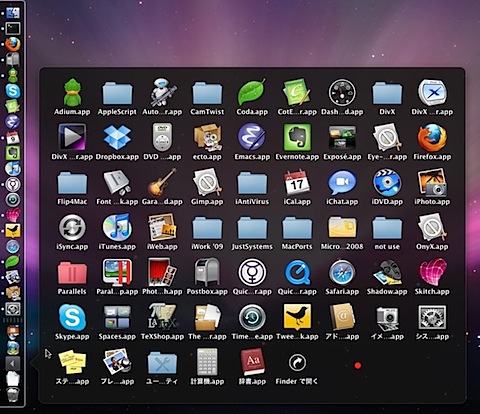 Adium.app AppleScript Auto...r.app CamTwist Coda.app CotE...r.app Dash...d.app DivX DivX ...r.app
DivX ...r.app Dropbox.app DVD ....app ecto.app Emacs.app Evernote.app Exposé.app Eye-...r.app Firefox.app
Flip4Mac Font ...k.app Gara...d.app Gimp.app iAntiVirus iCal.app iChat.app iDVD.app iPhoto.app
17
iSync.app iTunes.app iWeb.app iWork '09 JustSystems MacPorts Micro...2008 not use OnyX.app
Parallels Paral...p.app Phot...h.app Postbox.app Quic...r.app Quic...r.app Safari.app Shadow.app Skitch.app
Skype.app Spaces.app TeXShop.app The ...r.app Time...e.app Twee...k.app アド....app イメ....app シス....app
Aa
ステ....app プレ....app ユー...ティ 計算機.app 辞書.app Finder で開く